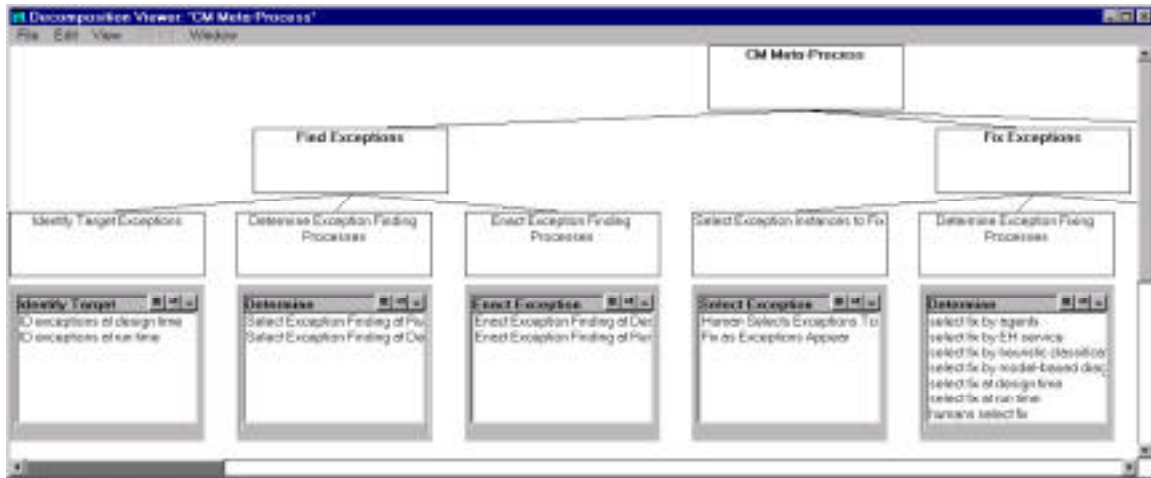 Decomposition Viewer: "CM Meta-Process"
File Edit View Window
CM Meta-Process
Find Exceptions
Fix Exceptions
Identify Target Exceptions
Determine Exception Finding
Processes
Enact Exception Finding
Processes
Select Exception Instances to Fix
Determine Exception Fixing
Processes
Identify Target
ID exceptions at design time
ID exceptions at run time
Determine
Select Exception Finding at Ru
Select Exception Finding at De
Enact Exception
Enact Exception Finding at Des
Enact Exception Finding at Run
Select Exception
Human Selects Exceptions To
Fix as Exceptions Appear
Determine
select fix by agents
select fix by EH service
select fix by heuristic classificat
select fix by model-based diag
select fix at design time
select fix at run time
humans select fix